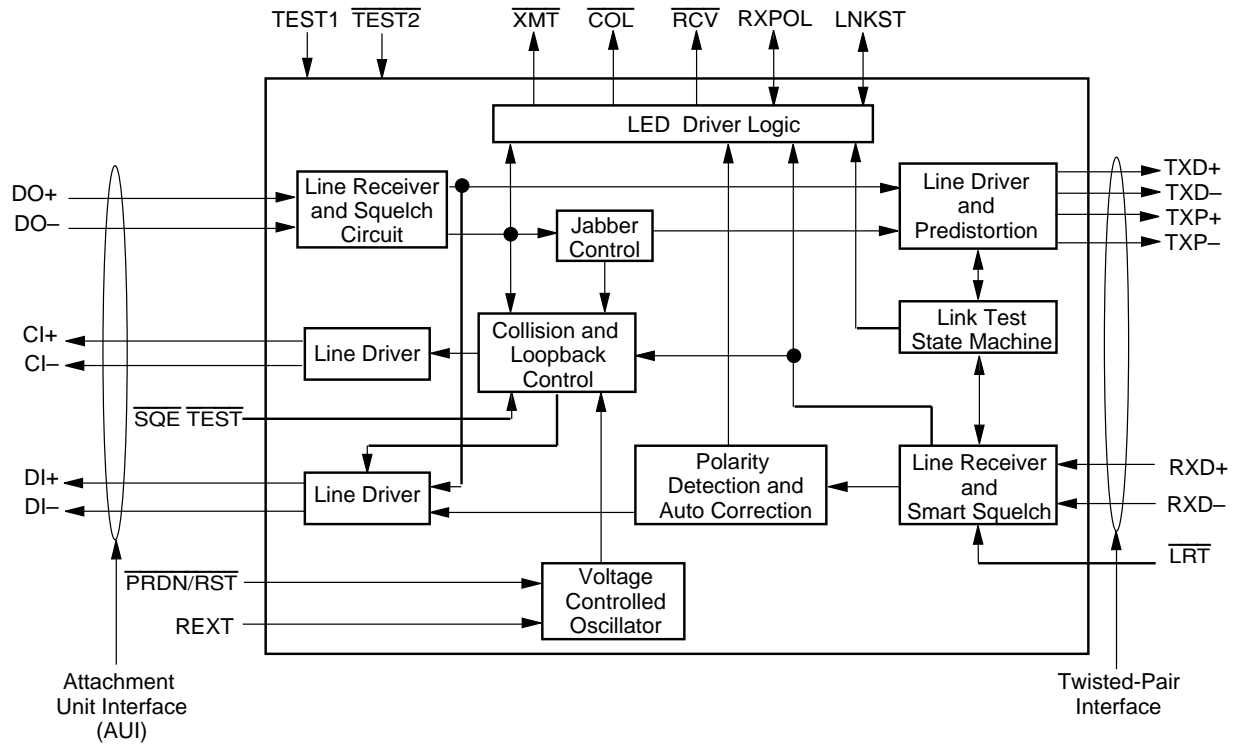 TEST1 TEST2 XMT COL RCV RXPOL LNKST
LED Driver Logic
DO+
DO–
Line Receiver
and Squelch
Circuit
Jabber
Control
Line Driver
and
Predistortion
TXD+
TXD–
TXP+
TXP–
CI+
CI–
Line Driver
Collision and
Loopback
Control
Link Test
State Machine
SQE TEST
DI+
DI–
Line Driver
Polarity
Detection and
Auto Correction
Line Receiver
and
Smart Squelch
RXD+
RXD–
LRT
PRDN/RST
REXT
Voltage
Controlled
Oscillator
Attachment
Unit Interface
(AUI)
Twisted-Pair
Interface